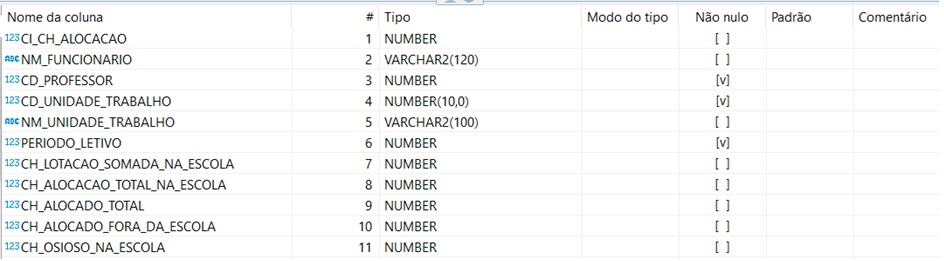 Nome da coluna # Tipo Modo do tipo Não nulo Padrão Comentário
123 CI_CH_ALOCACAO 1 NUMBER [ ]
ABC NM_FUNCIONARIO 2 VARCHAR2(120) [ ]
123 CD_PROFESSOR 3 NUMBER [v]
123 CD_UNIDADE_TRABALHO 4 NUMBER(10,0) [v]
ABC NM_UNIDADE_TRABALHO 5 VARCHAR2(100) [ ]
123 PERIODO_LETIVO 6 NUMBER [v]
123 CH_LOTACAO_SOMADA_NA_ESCOLA 7 NUMBER [ ]
123 CH_ALOCACAO_TOTAL_NA_ESCOLA 8 NUMBER [ ]
123 CH_ALOCADO_TOTAL 9 NUMBER [ ]
123 CH_ALOCADO_FORA_DA_ESCOLA 10 NUMBER [ ]
123 CH_OSIOSO_NA_ESCOLA 11 NUMBER [ ]